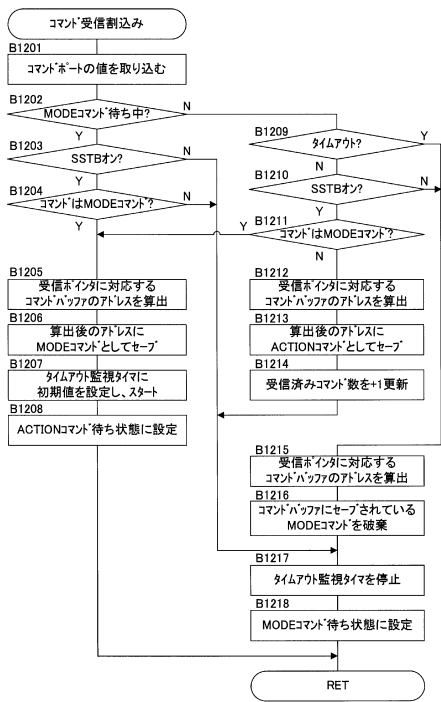 コマンド受信割込み
B1201
コマンドポートの値を取り込む
B1202
MODEコマンド待ち中?
N
Y
B1203
SSTBオン?
N
Y
B1204
コマンドはMODEコマンド?
N
Y
B1209
タイムアウト?
Y
N
B1210
SSTBオン?
N
Y
B1211
コマンドはMODEコマンド?
Y
N
B1205
受信ポインタに対応する
コマンドバッファのアドレスを算出
B1206
算出後のアドレスに
MODEコマンドとしてセーブ
B1207
タイムアウト監視タイマに
初期値を設定し、スタート
B1208
ACTIONコマンド待ち状態に設定
B1212
受信ポインタに対応する
コマンドバッファのアドレスを算出
B1213
算出後のアドレスに
ACTIONコマンドとしてセーブ
B1214
受信済みコマンド数を+1更新
B1215
受信ポインタに対応する
コマンドバッファのアドレスを算出
B1216
コマンドバッファにセーブされている
MODEコマンドを破棄
B1217
タイムアウト監視タイマを停止
B1218
MODEコマンド待ち状態に設定
RET